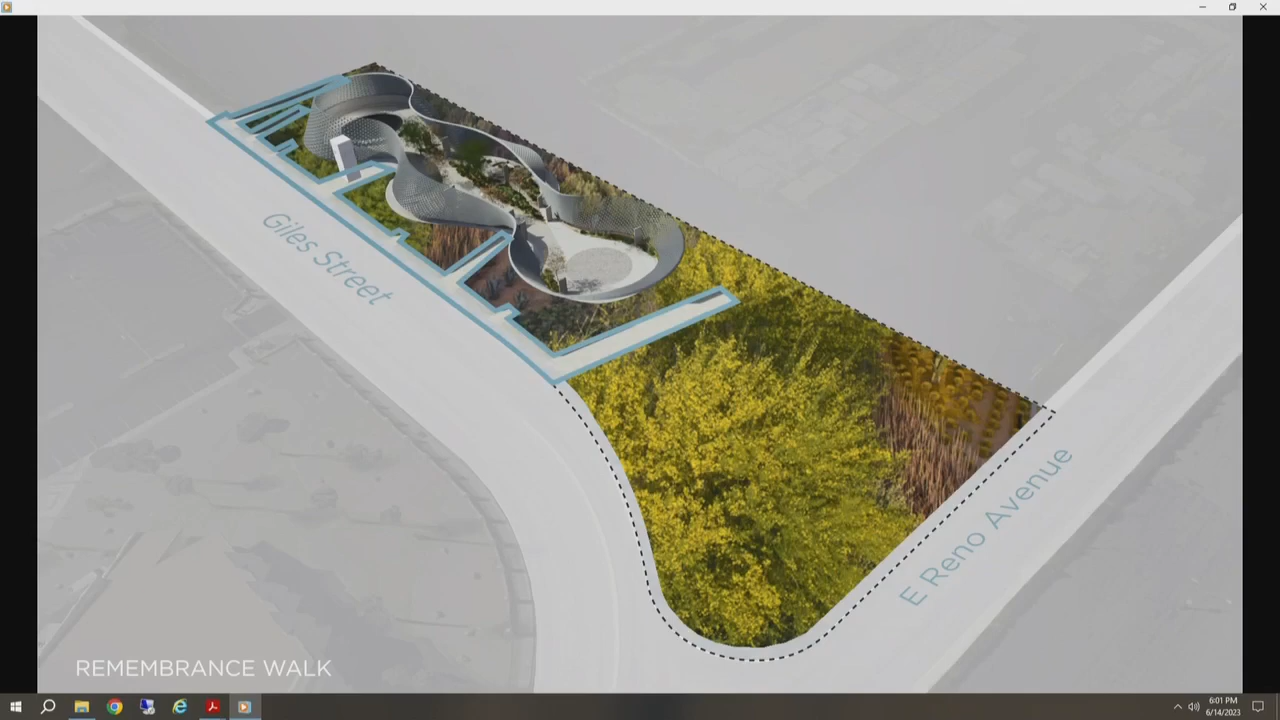 Giles Street
E Reno Avenue
REMEMBRANCE WALK
6:01 PM
6/14/2023